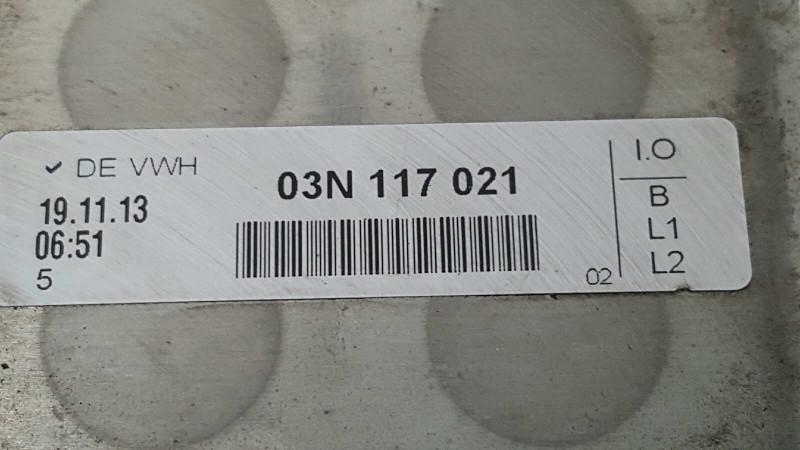 ✓ DE VWH
19.11.13
06:51
5
03N 117 021
02
I.O
B
L1
L2